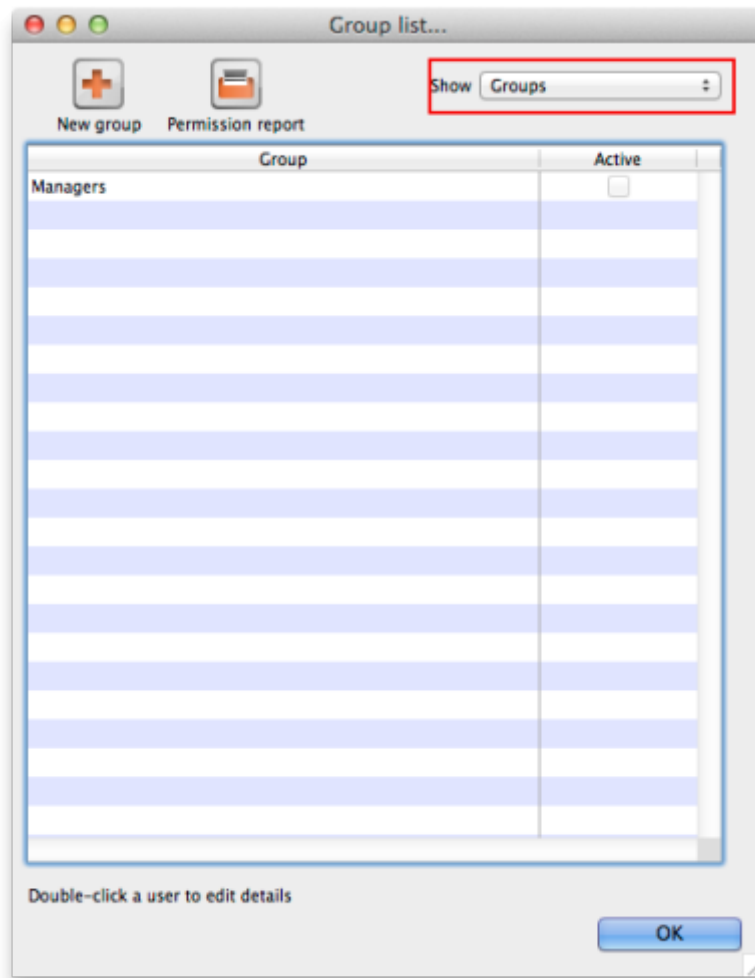 Group list...
Show Groups
New group Permission report
Group Active
Managers
Double-click a user to edit details
OK